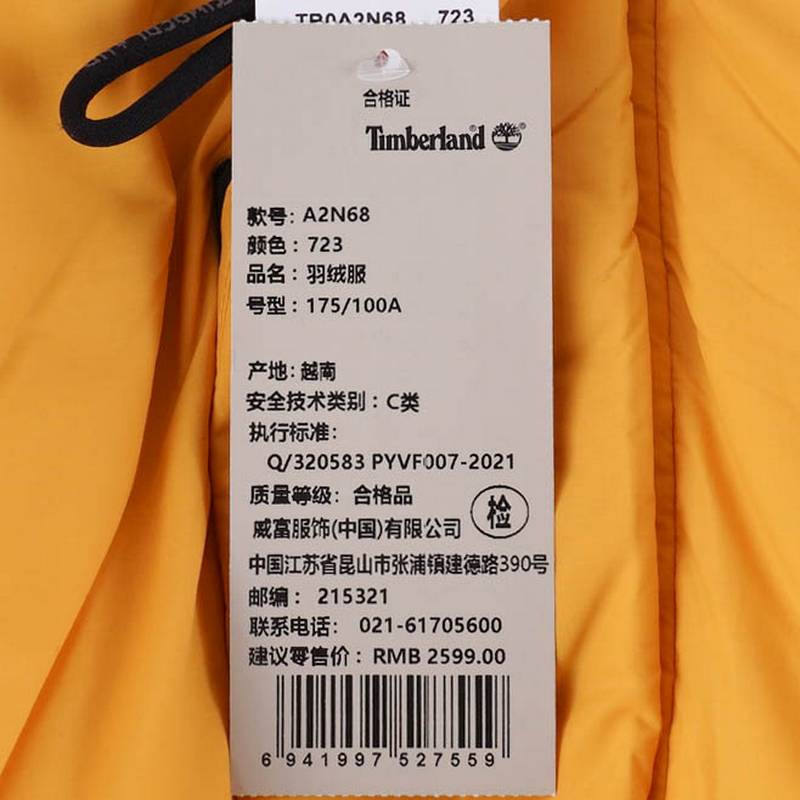 TB0A2N68 723
合格证
Timberland
款号: A2N68
颜色: 723
品名: 羽绒服
号型: 175/100A
产地: 越南
安全技术类别: C类
执行标准:
Q/320583 PYVF007-2021
质量等级: 合格品
检
威富服饰(中国)有限公司
中国江苏省昆山市张浦镇建德路390号
邮编: 215321
联系电话: 021-61705600
建议零售价: RMB 2599.00
6 941997 527559